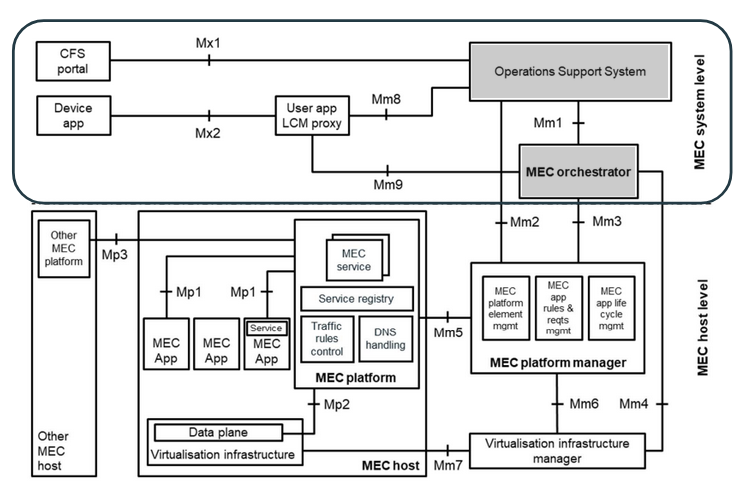 CFS
portal
Mx1
Operations Support System
Device
app
Mx2
User app
LCM proxy
Mm8
Mm1
MEC orchestrator
Mm9
MEC system level
Other
MEC
platform
Mp3
MEC
service
Mm2
Mm3
Mp1
Mp1
Service registry
MEC
platform
element
mgmt
MEC
app
rules &
reqts
mgmt
MEC
app life
cycle
mgmt
MEC
App
MEC
App
Service
MEC
App
Traffic
rules
control
DNS
handling
Mm5
MEC platform
MEC platform manager
MEC host level
Mp2
Mm6
Mm4
Data plane
Virtualisation infrastructure
Other
MEC
host
MEC host
Mm7
Virtualisation infrastructure
manager